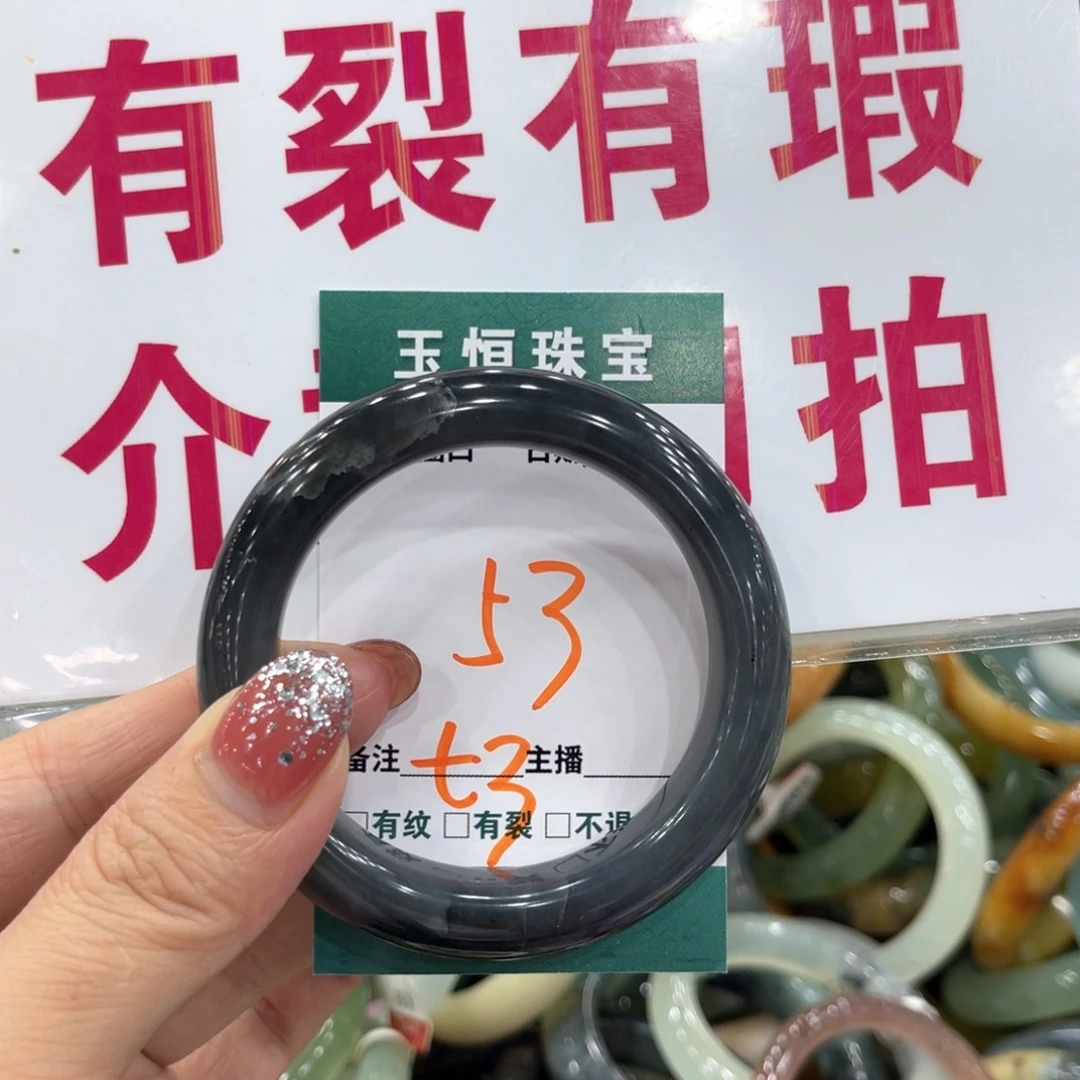 有裂有瑕
介 拍
玉恒珠宝
53
备注 t3 主播
□有纹 □有裂 □不退